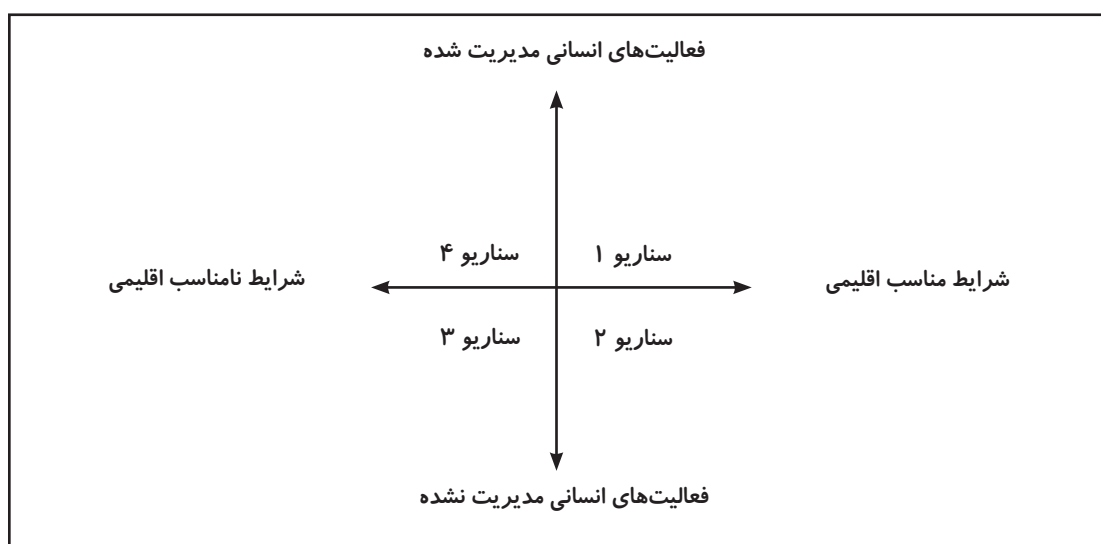 فعالیت‌های انسانی مدیریت شده
سناریو ۱
سناریو ۴
شرایط مناسب اقلیمی
شرایط نامناسب اقلیمی
سناریو ۲
سناریو ۳
فعالیت‌های انسانی مدیریت نشده